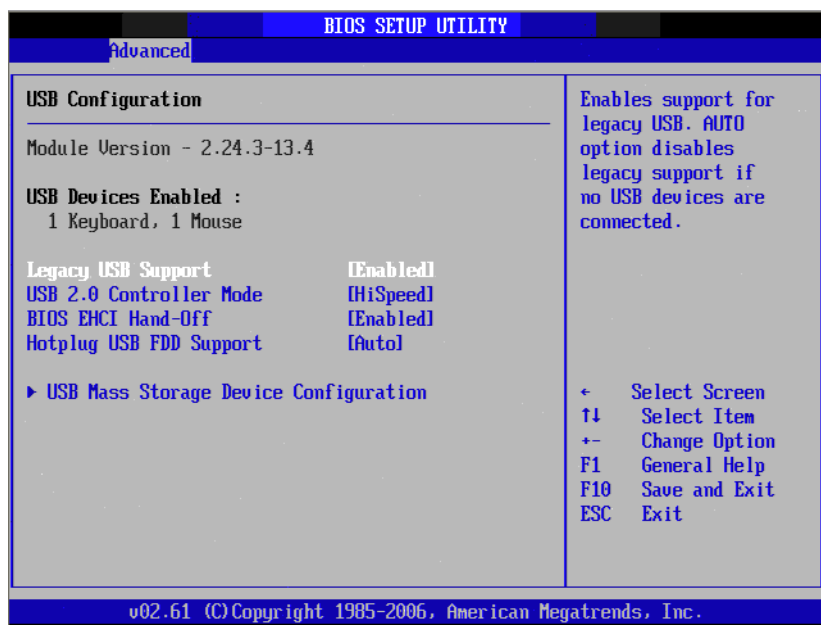 BIOS SETUP UTILITY
Advanced
USB Configuration
Module Version - 2.24.3-13.4
USB Devices Enabled :
1 Keyboard, 1 Mouse
Legacy USB Support [Enabled]
USB 2.0 Controller Mode [HiSpeed]
BIOS EHCI Hand-Off [Enabled]
Hotplug USB FDD Support [Auto]
▶ USB Mass Storage Device Configuration
Enables support for
legacy USB. AUTO
option disables
legacy support if
no USB devices are
connected.
← Select Screen
↑↓ Select Item
+- Change Option
F1 General Help
F10 Save and Exit
ESC Exit
v02.61 (C)Copyright 1985-2006, American Megatrends, Inc.